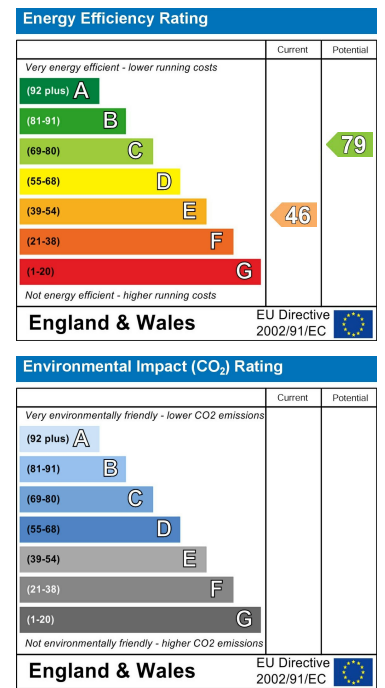 Energy Efficiency Rating
Current Potential
Very energy efficient - lower running costs
(92 plus) A
(81-91) B
(69-80) C
79
(55-68) D
(39-54) E
46
(21-38) F
(1-20) G
Not energy efficient - higher running costs
England & Wales
EU Directive
2002/91/EC
Environmental Impact (CO₂) Rating
Current Potential
Very environmentally friendly - lower CO2 emissions
(92 plus) A
(81-91) B
(69-80) C
(55-68) D
(39-54) E
(21-38) F
(1-20) G
Not environmentally friendly - higher CO2 emissions
England & Wales
EU Directive
2002/91/EC